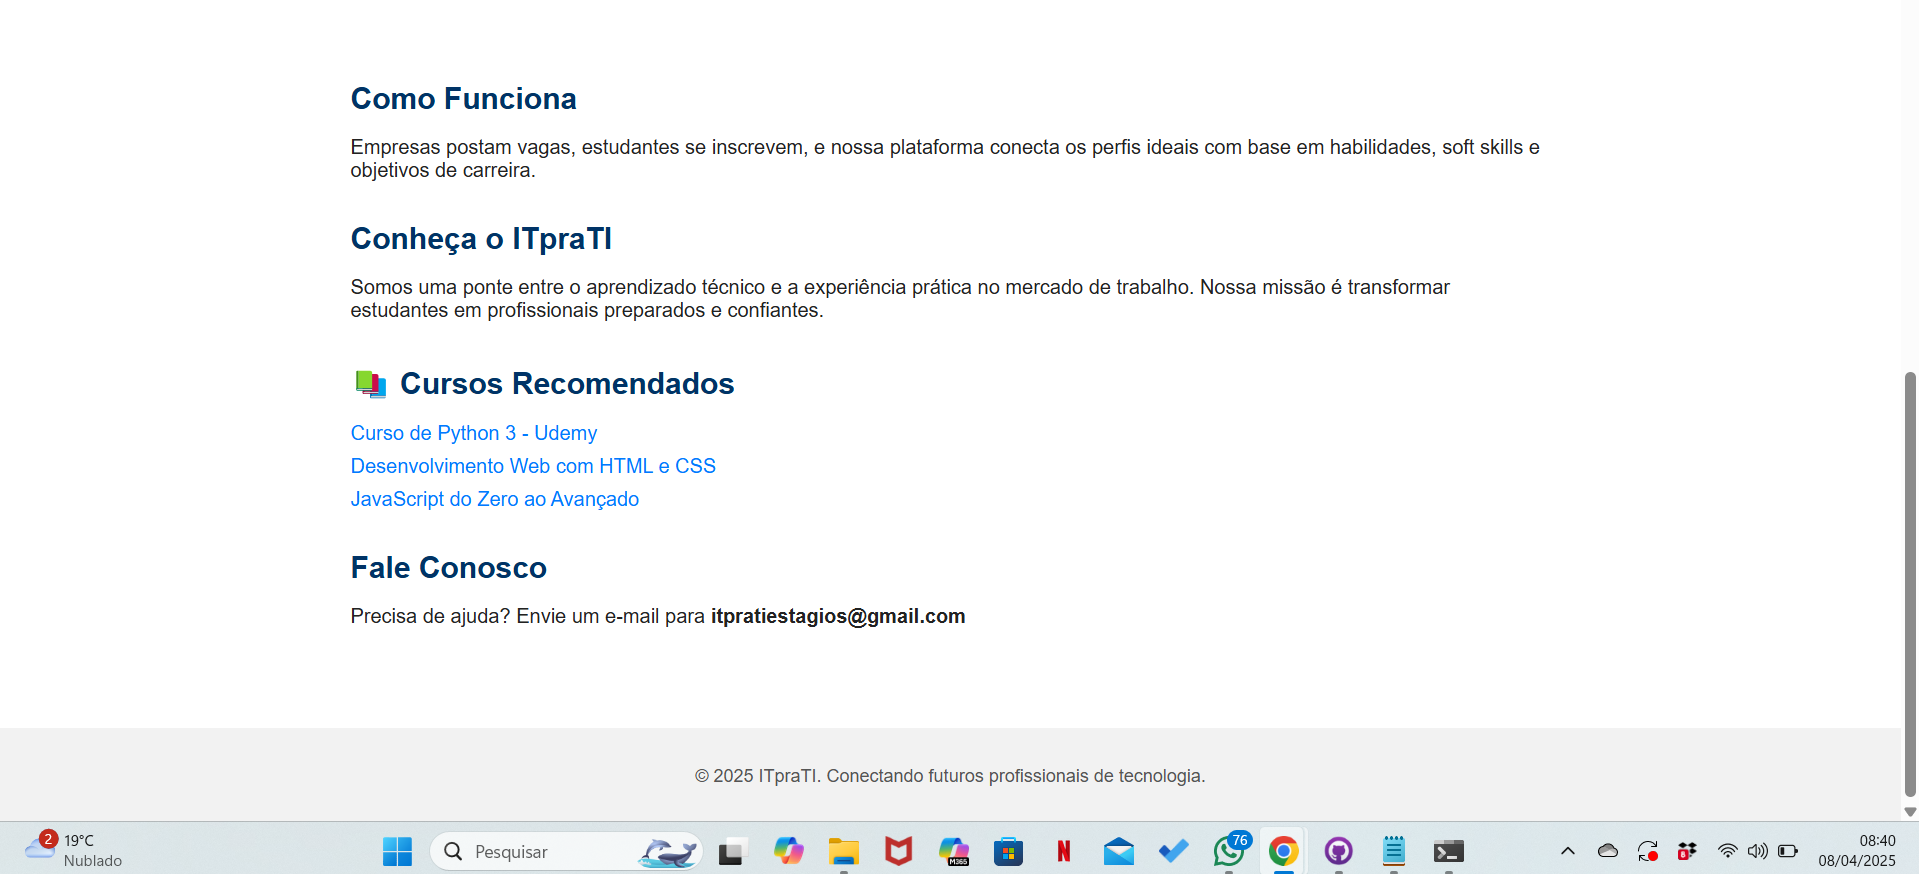 Como Funciona
Empresas postam vagas, estudantes se inscrevem, e nossa plataforma conecta os perfis ideais com base em habilidades, soft skills e
objetivos de carreira.
Conheça o ITpraTI
Somos uma ponte entre o aprendizado técnico e a experiência prática no mercado de trabalho. Nossa missão é transformar
estudantes em profissionais preparados e confiantes.
Cursos Recomendados
Curso de Python 3 - Udemy
Desenvolvimento Web com HTML e CSS
JavaScript do Zero ao Avançado
Fale Conosco
Precisa de ajuda? Envie um e-mail para itpratiestagios@gmail.com
© 2025 ITpraTI. Conectando futuros profissionais de tecnologia.
2
19°C
Nublado
Pesquisar
M365
N
76
08:40
08/04/2025